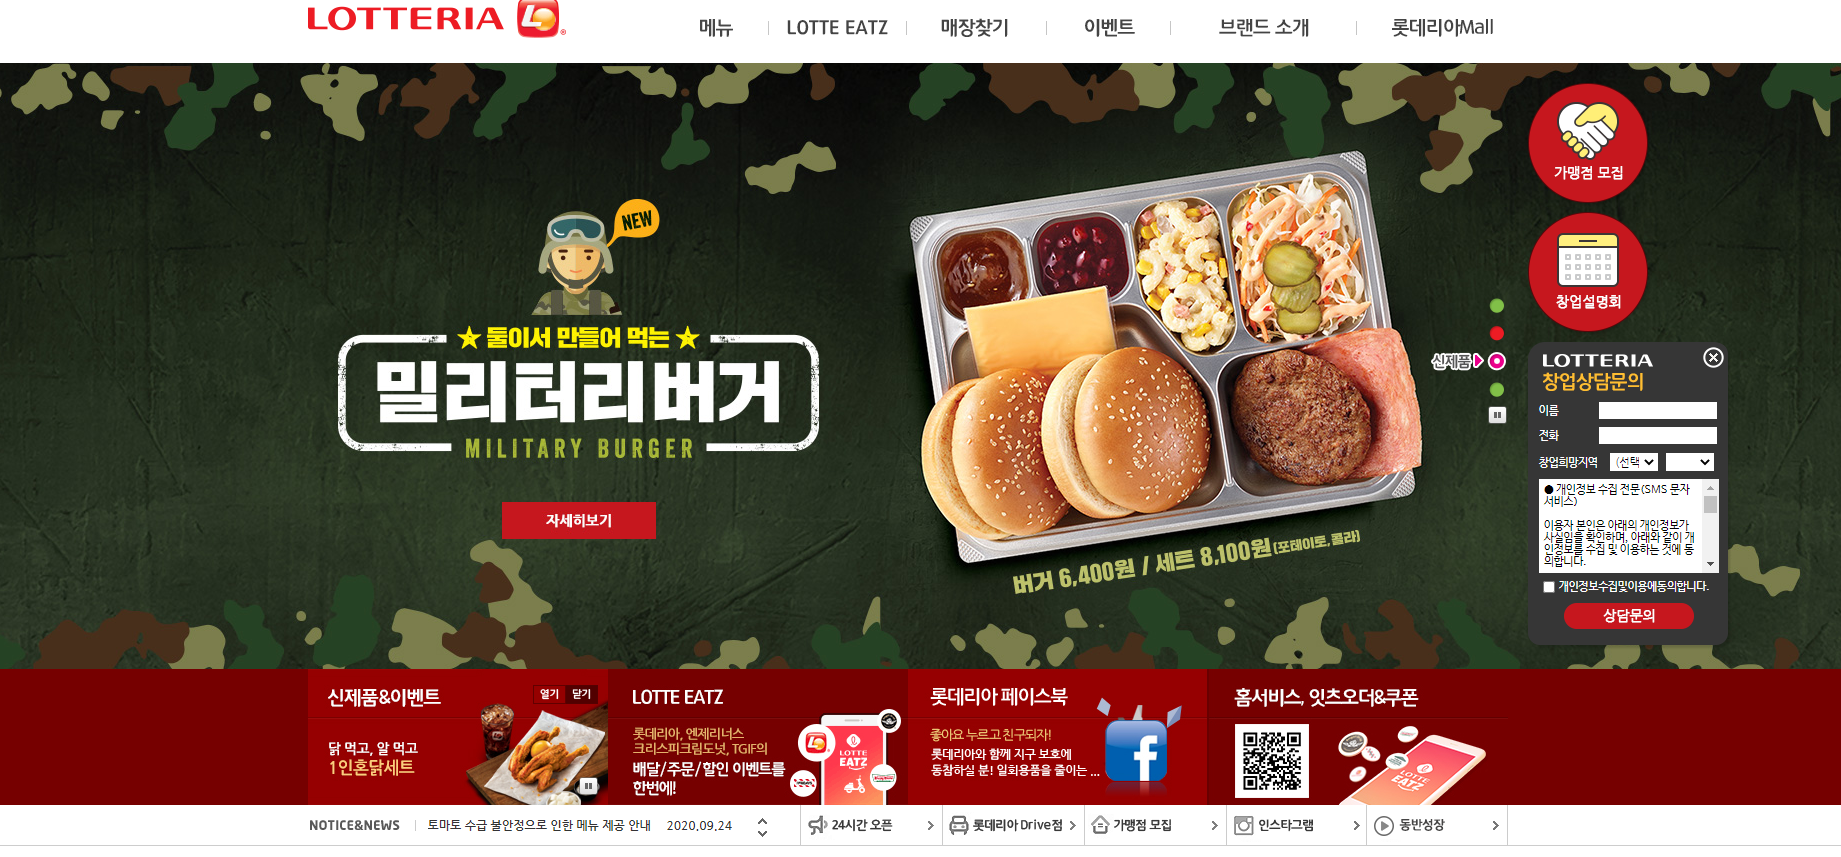 LOTTERIA
메뉴
LOTTE EATZ
매장찾기
이벤트
브랜드 소개
롯데리아Mall
NEW
★ 둘이서 만들어 먹는 ★
밀리터리버거
MILITARY BURGER
자세히보기
버거 6,400원 / 세트 8,100원(포테이토, 콜라)
신제품
가맹점 모집
창업설명회
LOTTERIA
창업상담문의
이름
전화
창업희망지역
(선택
● 개인정보 수집 전문(SMS 문자
서비스)
이용자 본인은 아래의 개인정보가
사실임을 확인하며, 아래와 같이 개
인정보를 수집 및 이용하는 것에 동
의합니다.
개인정보수집및이용에동의합니다.
상담문의
신제품&이벤트
열기
닫기
닭 먹고, 알 먹고
1인혼닭세트
LOTTE EATZ
롯데리아, 엔제리너스
크리스피크림도넛, TGIF의
배달/주문/할인 이벤트를
한번에!
LOTTE
EATZ
롯데리아 페이스북
좋아요 누르고 친구되자!
롯데리아와 함께 지구 보호에
동참하실 분! 일회용품을 줄이는 ...
홈서비스, 잇츠오더&쿠폰
LOTTE
EATZ
NOTICE&NEWS
토마토 수급 불안정으로 인한 메뉴 제공 안내
2020.09.24
24시간 오픈
롯데리아 Drive점
가맹점 모집
인스타그램
동반성장